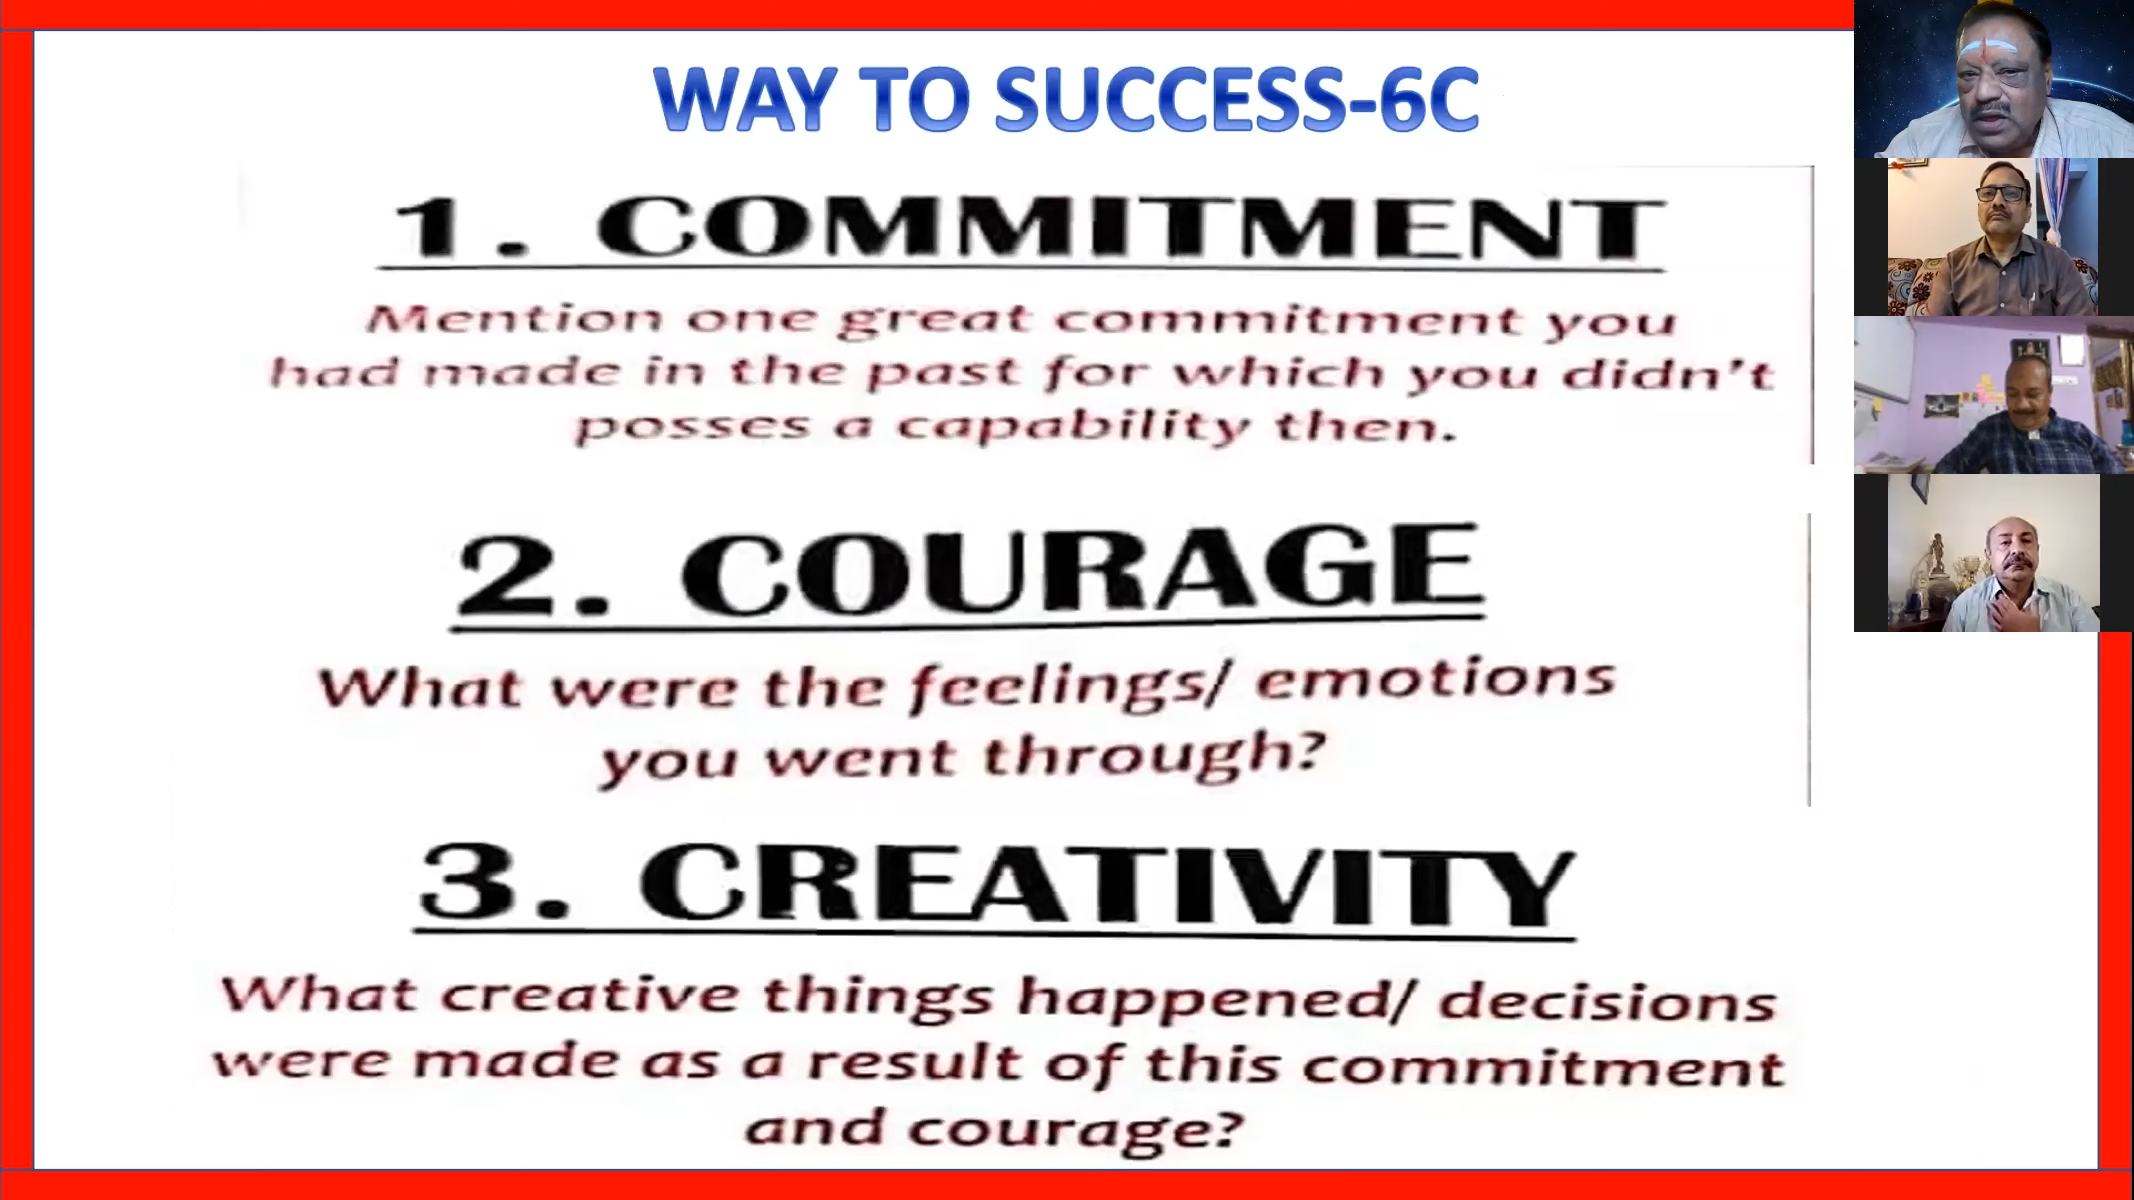 WAY TO SUCCESS-6C
1. COMMITMENT
Mention one great commitment you
had made in the past for which you didn't
posses a capability then.
2. COURAGE
What were the feelings/ emotions
you went through?
3. CREATIVITY
What creative things happened/ decisions
were made as a result of this commitment
and courage?